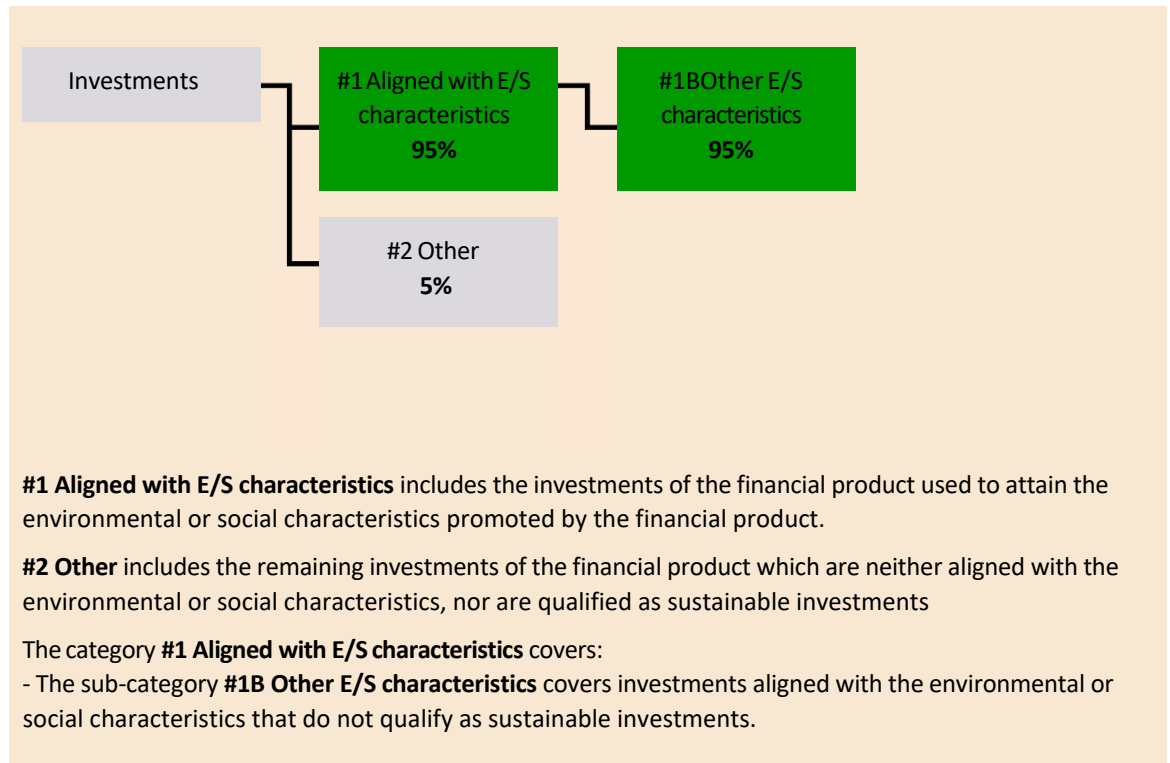 Investments
#1 Aligned with E/S
characteristics
95%
#1BOther E/S
characteristics
95%
#2 Other
5%
#1 Aligned with E/S characteristics includes the investments of the financial product used to attain the
environmental or social characteristics promoted by the financial product.
#2 Other includes the remaining investments of the financial product which are neither aligned with the
environmental or social characteristics, nor are qualified as sustainable investments
The category #1 Aligned with E/S characteristics covers:
- The sub-category #1B Other E/S characteristics covers investments aligned with the environmental or
social characteristics that do not qualify as sustainable investments.